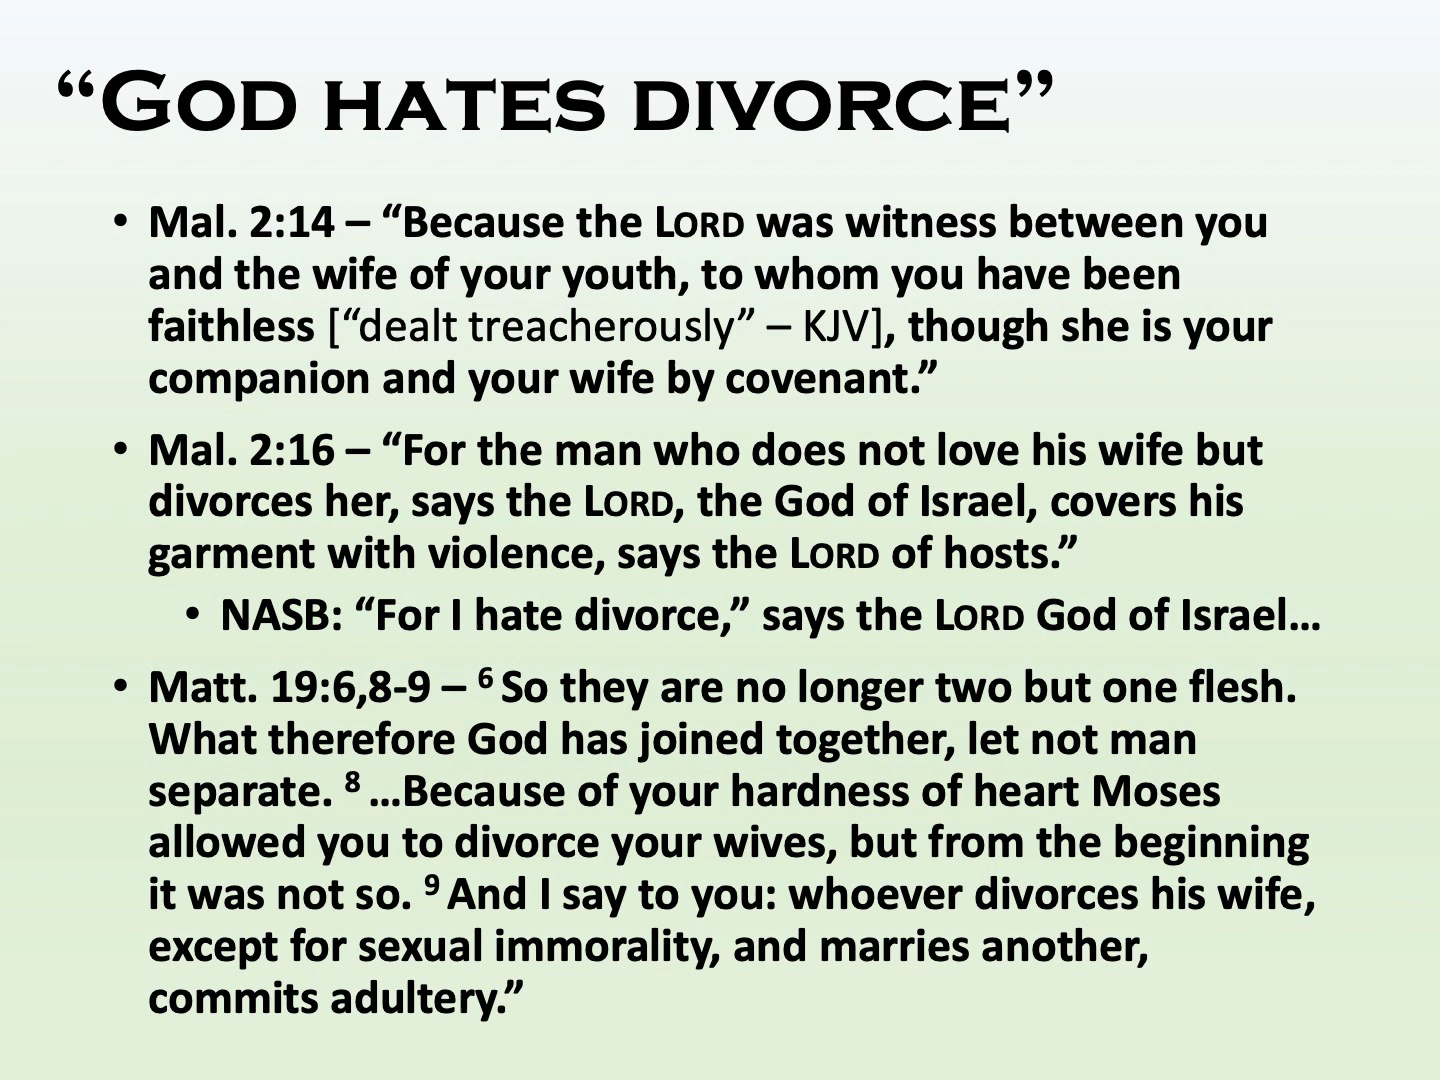 “God hates divorce”
• Mal. 2:14 – “Because the Lord was witness between you
and the wife of your youth, to whom you have been
faithless [“dealt treacherously” – KJV], though she is your
companion and your wife by covenant.”
• Mal. 2:16 – “For the man who does not love his wife but
divorces her, says the Lord, the God of Israel, covers his
garment with violence, says the Lord of hosts.”
• NASB: “For I hate divorce,” says the Lord God of Israel…
• Matt. 19:6,8-9 – ⁶ So they are no longer two but one flesh.
What therefore God has joined together, let not man
separate. ⁸ …Because of your hardness of heart Moses
allowed you to divorce your wives, but from the beginning
it was not so. ⁹ And I say to you: whoever divorces his wife,
except for sexual immorality, and marries another,
commits adultery.”